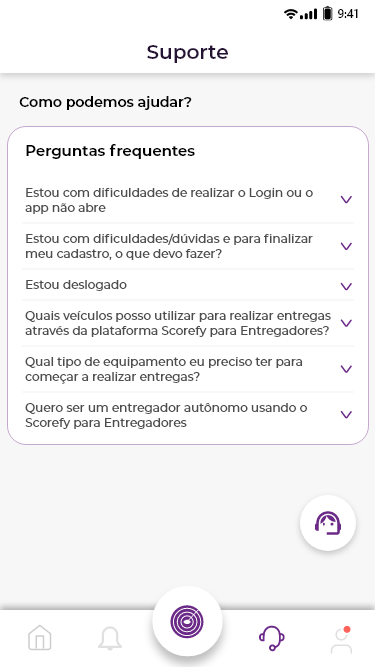 9:41
Suporte
Como podemos ajudar?
Perguntas frequentes
Estou com dificuldades de realizar o Login ou o
app não abre
Estou com dificuldades/dúvidas e para finalizar
meu cadastro, o que devo fazer?
Estou deslogado
Quais veículos posso utilizar para realizar entregas
através da plataforma Scorefy para Entregadores?
Qual tipo de equipamento eu preciso ter para
começar a realizar entregas?
Quero ser um entregador autônomo usando o
Scorefy para Entregadores